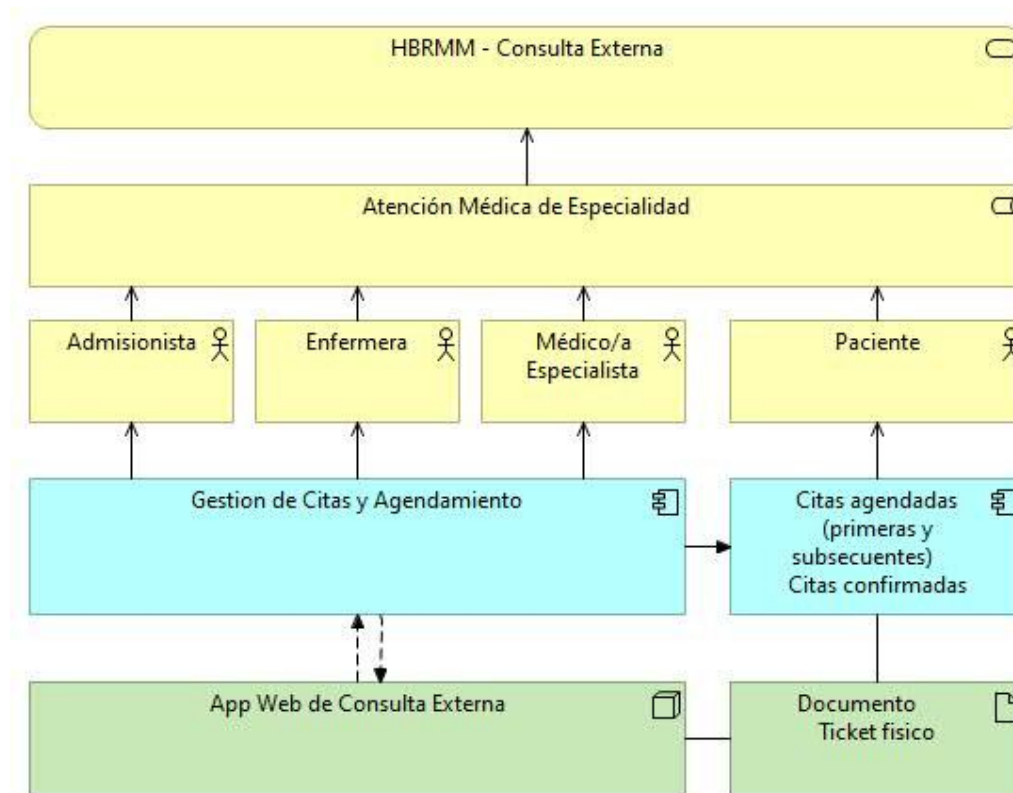 HBRMM - Consulta Externa
Atención Médica de Especialidad
Admisionista
Enfermera
Médico/a
Especialista
Paciente
Gestion de Citas y Agendamiento
Citas agendadas
(primeras y
subsecuentes)
Citas confirmadas
App Web de Consulta Externa
Documento
Ticket fisico